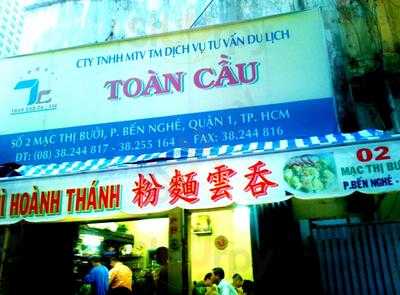 CTY TNHH MTV TM DỊCH VỤ TƯ VẤN DU LỊCH
TOÀN CẦU
SỐ 2 MẠC THỊ BƯỞI, P. BẾN NGHÉ, QUẬN 1, TP. HCM
ĐT: (08) 38.244 817 - 38.255 164 - FAX: 38.244 816
Ì HOÀNH THÁNH 粉麵雲吞
02
MẠC THỊ BƯ
P.BẾN NGHÉ -